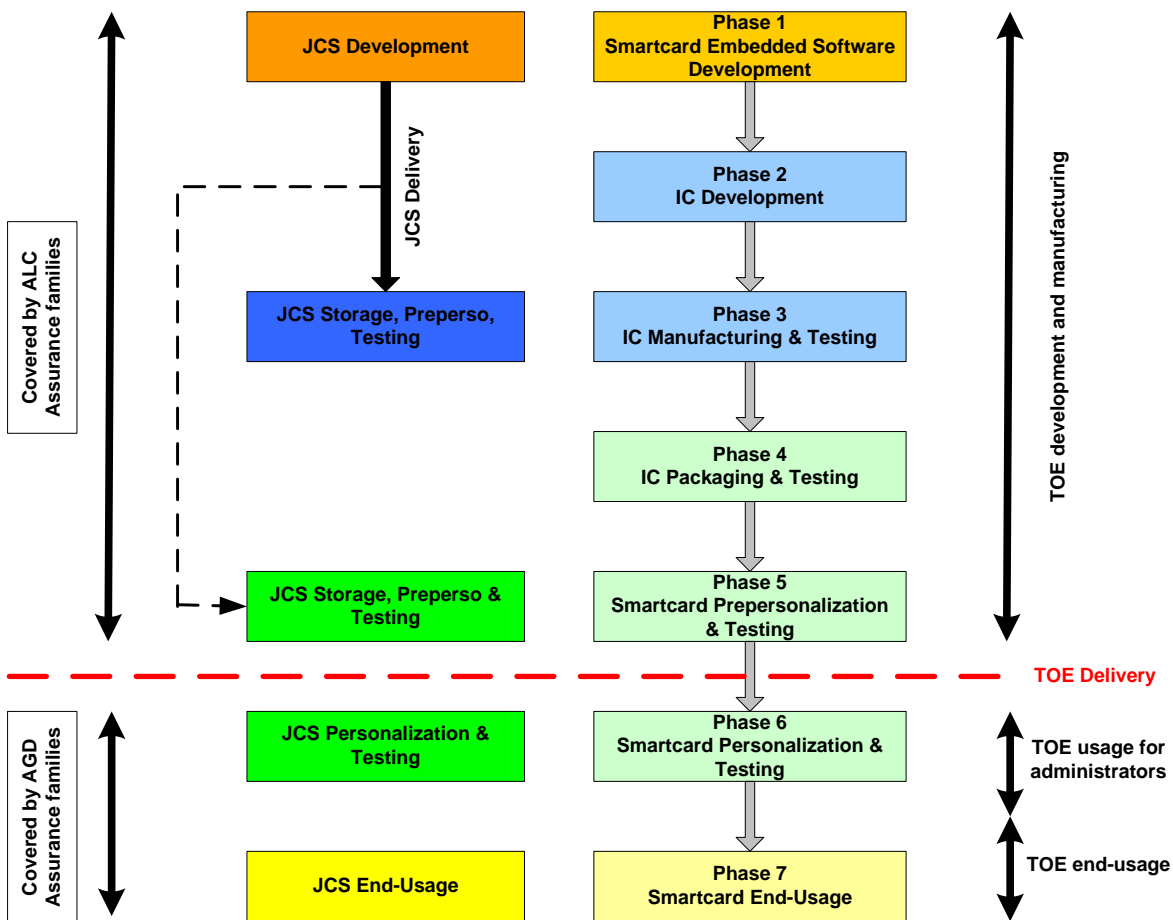 JCS Development
Phase 1
Smartcard Embedded Software
Development
JCS Delivery
Phase 2
IC Development
Covered by ALC
Assurance families
TOE development and manufacturing
JCS Storage, Preperso,
Testing
Phase 3
IC Manufacturing & Testing
Phase 4
IC Packaging & Testing
JCS Storage, Preperso &
Testing
Phase 5
Smartcard Prepersonalization
& Testing
TOE Delivery
Covered by AGD
Assurance families
JCS Personalization &
Testing
Phase 6
Smartcard Personalization &
Testing
TOE usage for
administrators
JCS End-Usage
Phase 7
Smartcard End-Usage
TOE end-usage